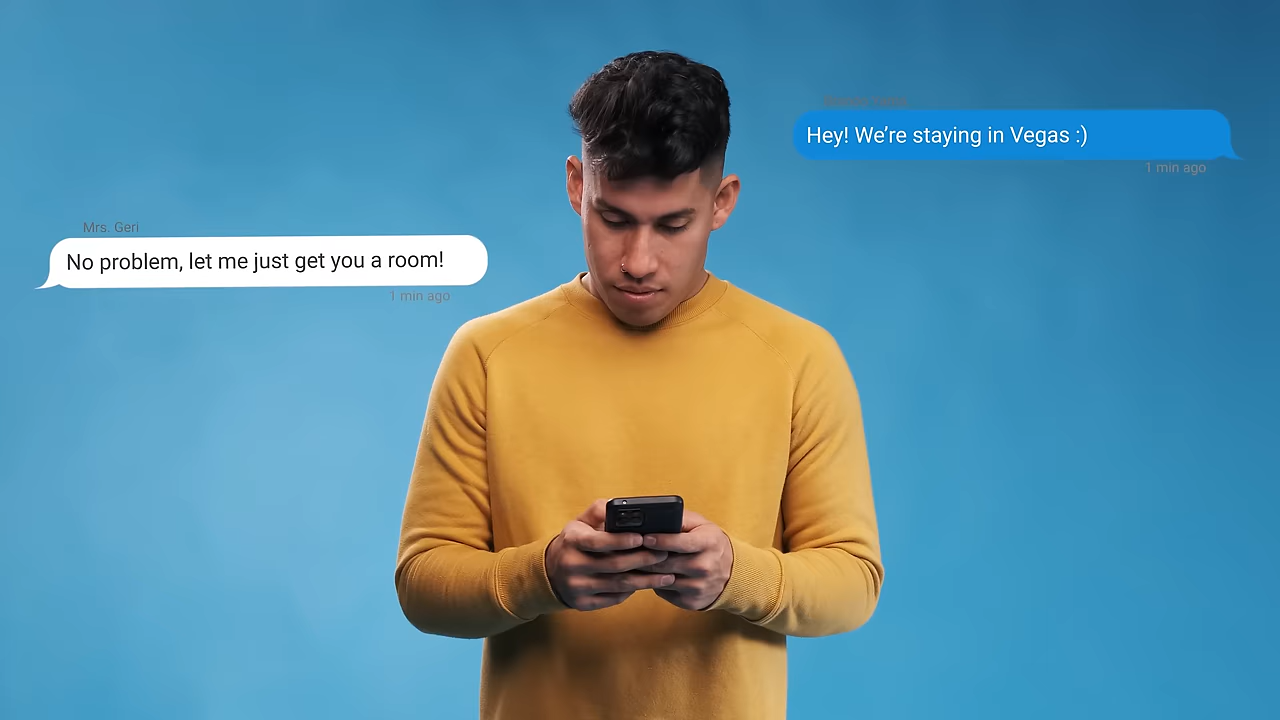 Hey! We're staying in Vegas :)
1 min ago
Mrs. Geri
No problem, let me just get you a room!
1 min ago